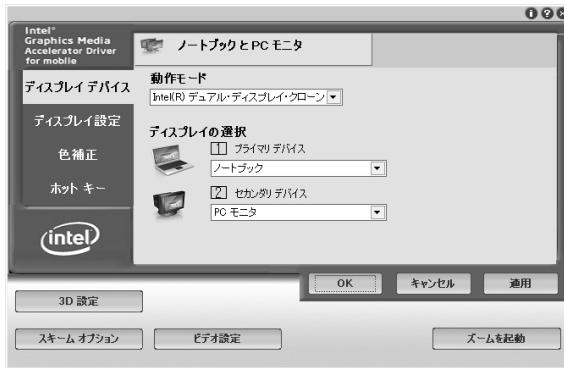 Intel®
Graphics Media
Accelerator Driver
for mobile
ノートブックとPC モニタ
ディスプレイ デバイス
ディスプレイ設定
色補正
ホット キー
intel
動作モード
Intel(R) デュアル・ディスプレイ・クローン
ディスプレイの選択
1 プライマリ デバイス
ノートブック
2 セカンダリ デバイス
PC モニタ
OK キャンセル 適用
3D 設定
スキーム オプション ビデオ設定 ズームを起動